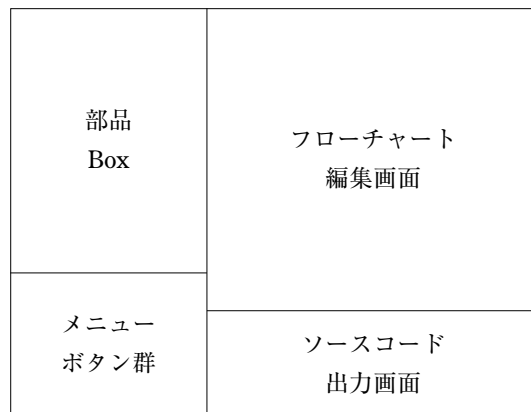 部品
Box
フローチャート
編集画面
メニュー
ボタン群
ソースコード
出力画面